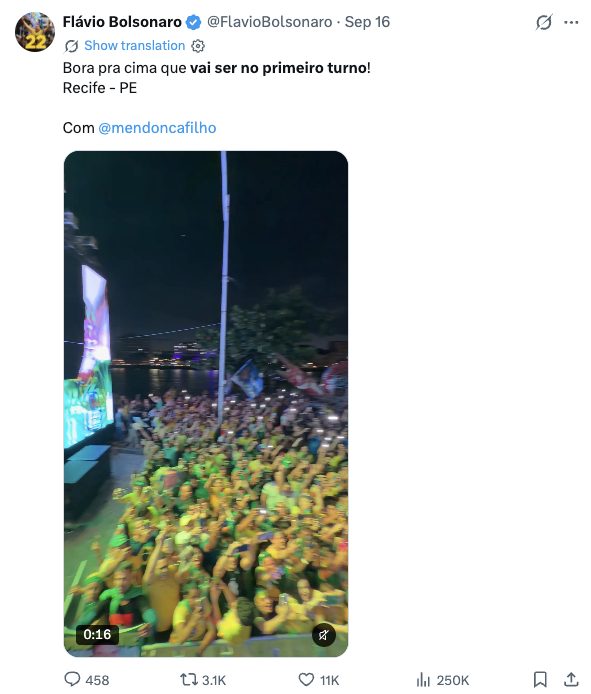 Flávio Bolsonaro @FlavioBolsonaro · Sep 16
Show translation
Bora pra cima que vai ser no primeiro turno!
Recife - PE
Com @mendoncafilho
22
0:16
458 3.1K 11K 250K